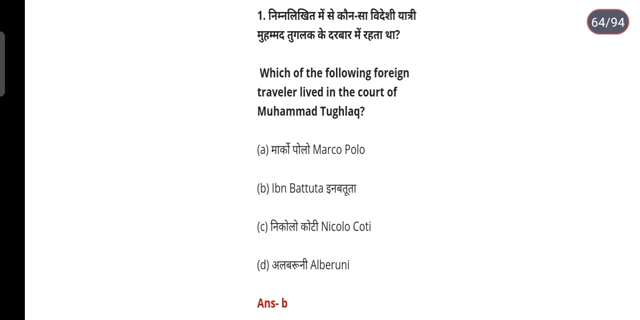 1. निम्नलिखित में से कौन-सा विदेशी यात्री
मुहम्मद तुगलक के दरबार में रहता था?
Which of the following foreign
traveler lived in the court of
Muhammad Tughlaq?
(a) मार्को पोलो Marco Polo
(b) Ibn Battuta इनबतूता
(c) निकोलो कोटी Nicolo Coti
(d) अलबरूनी Alberuni
Ans- b
64/94